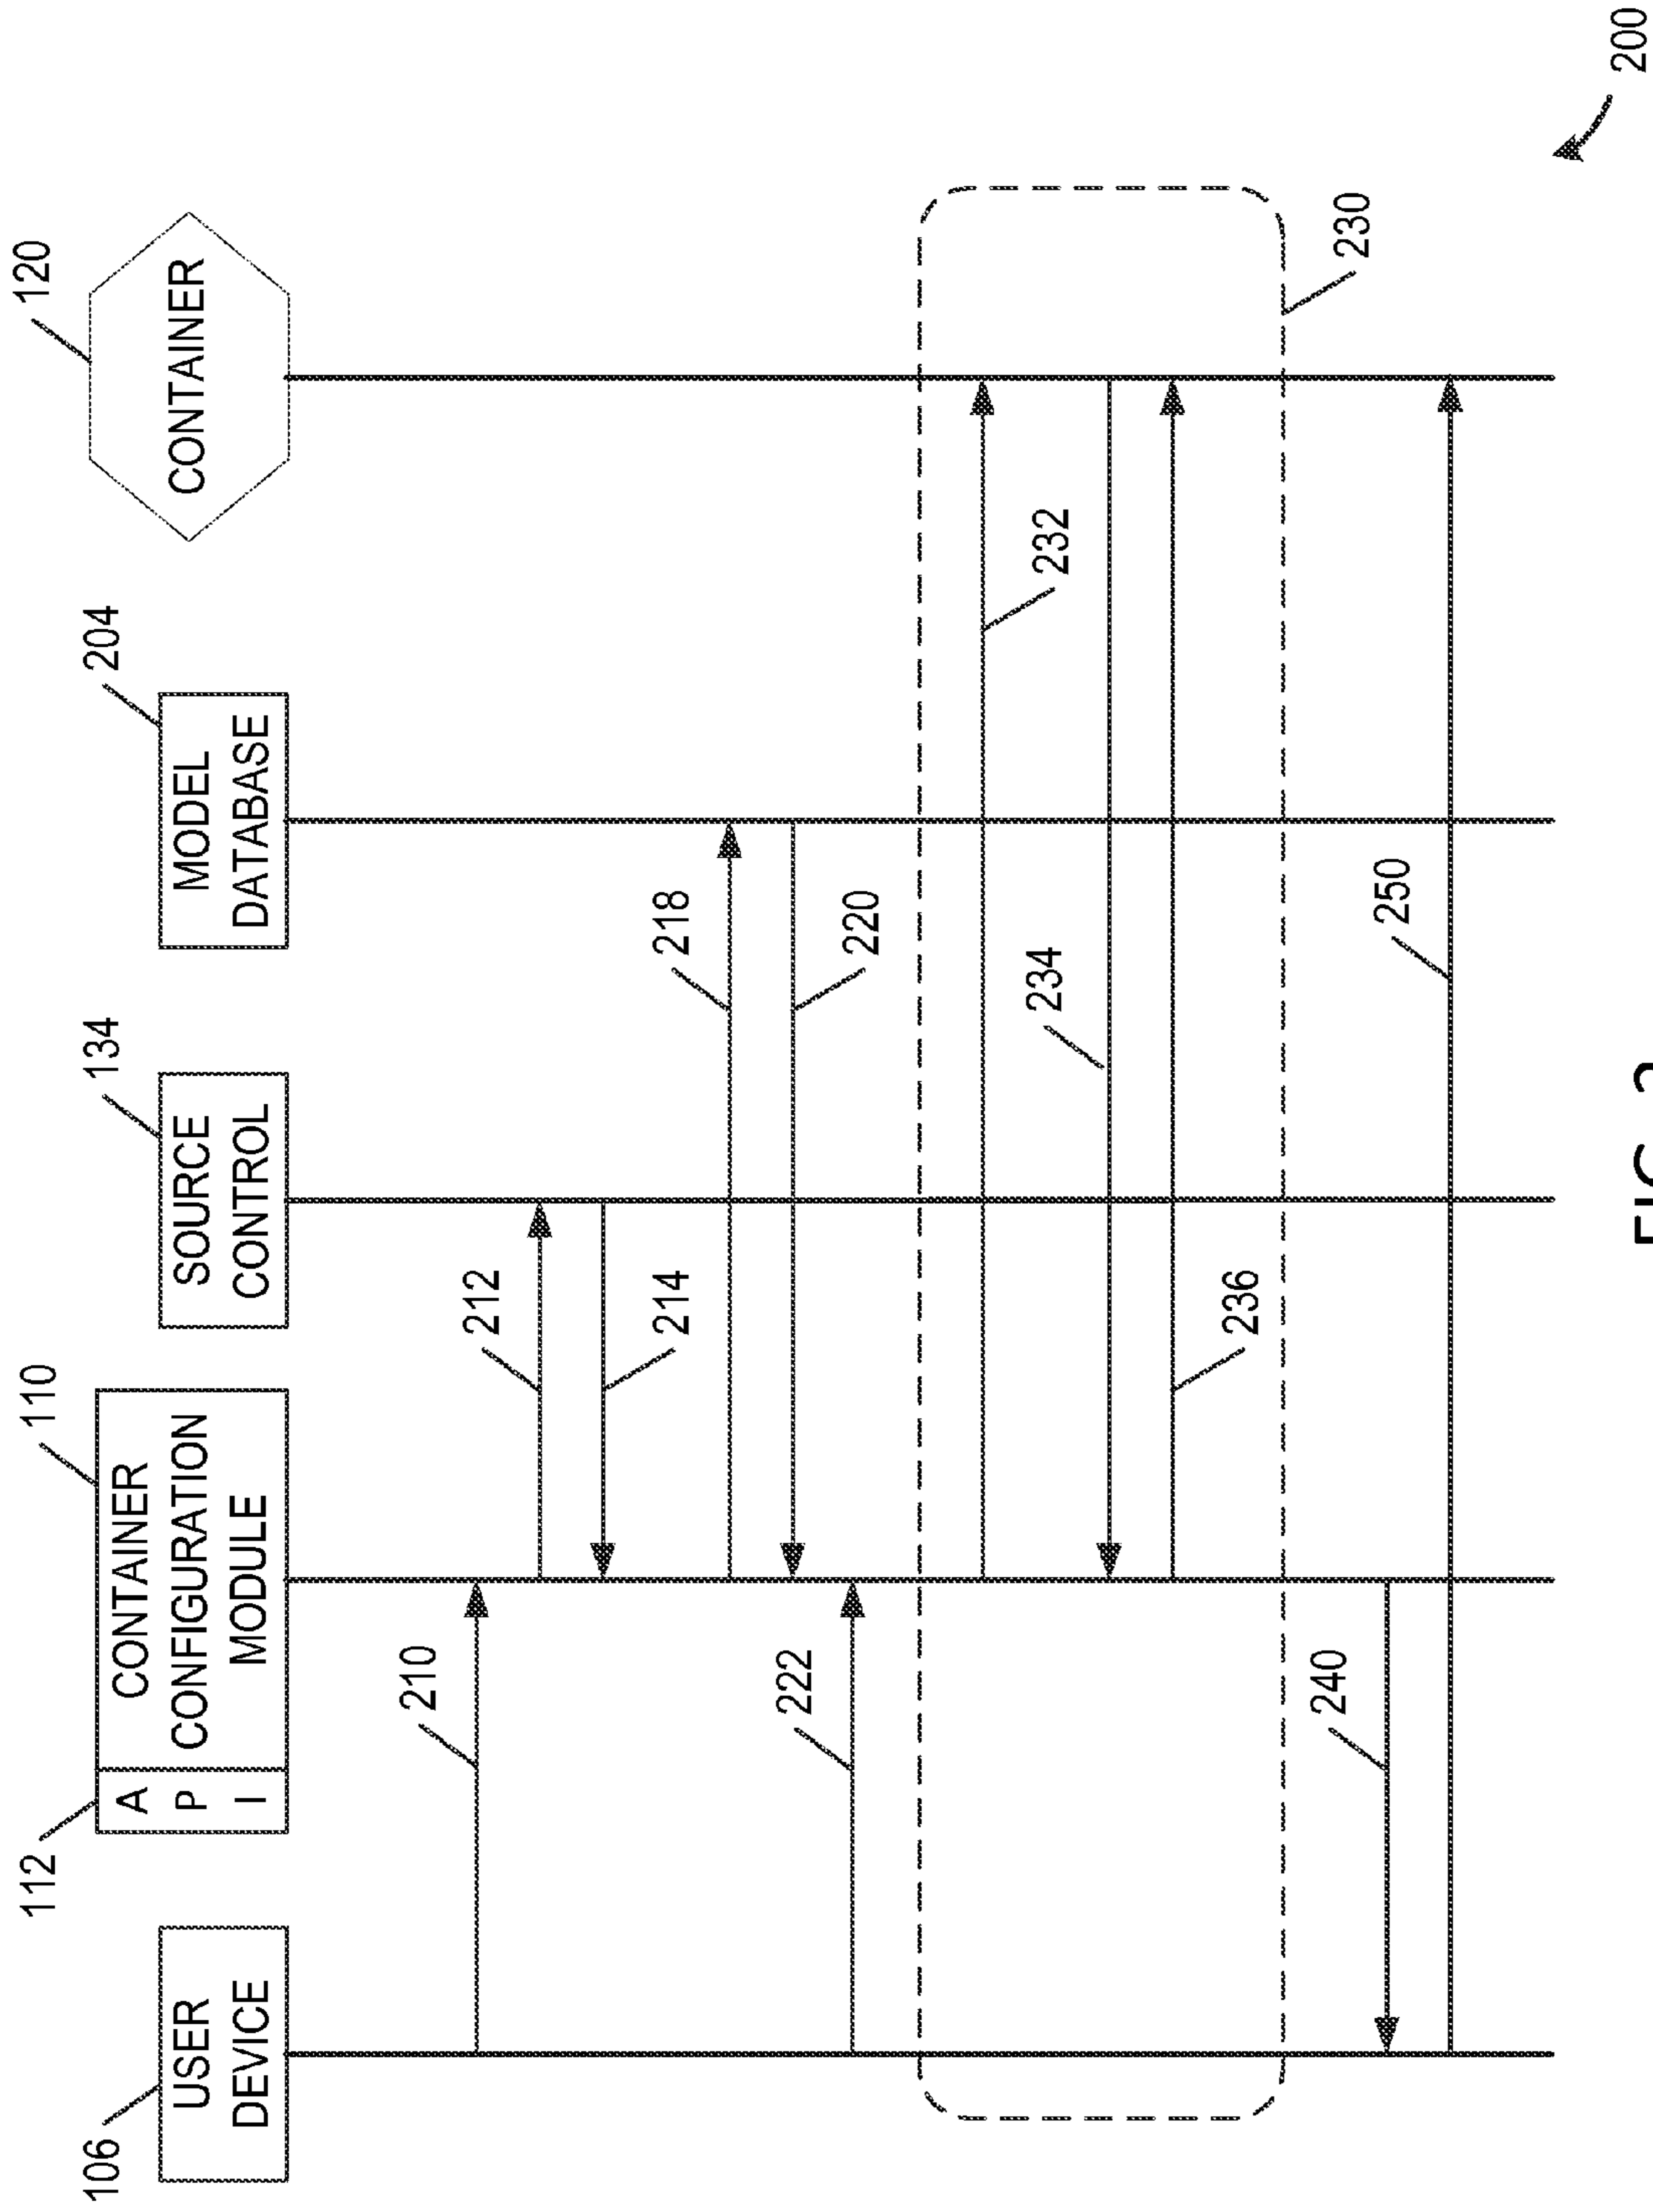 106
USER
DEVICE
112
A
P
I
110
CONTAINER
CONFIGURATION
MODULE
134
SOURCE
CONTROL
204
MODEL
DATABASE
120
CONTAINER
210
212
214
218
220
222
232
234
236
230
240
250
200
FIG.